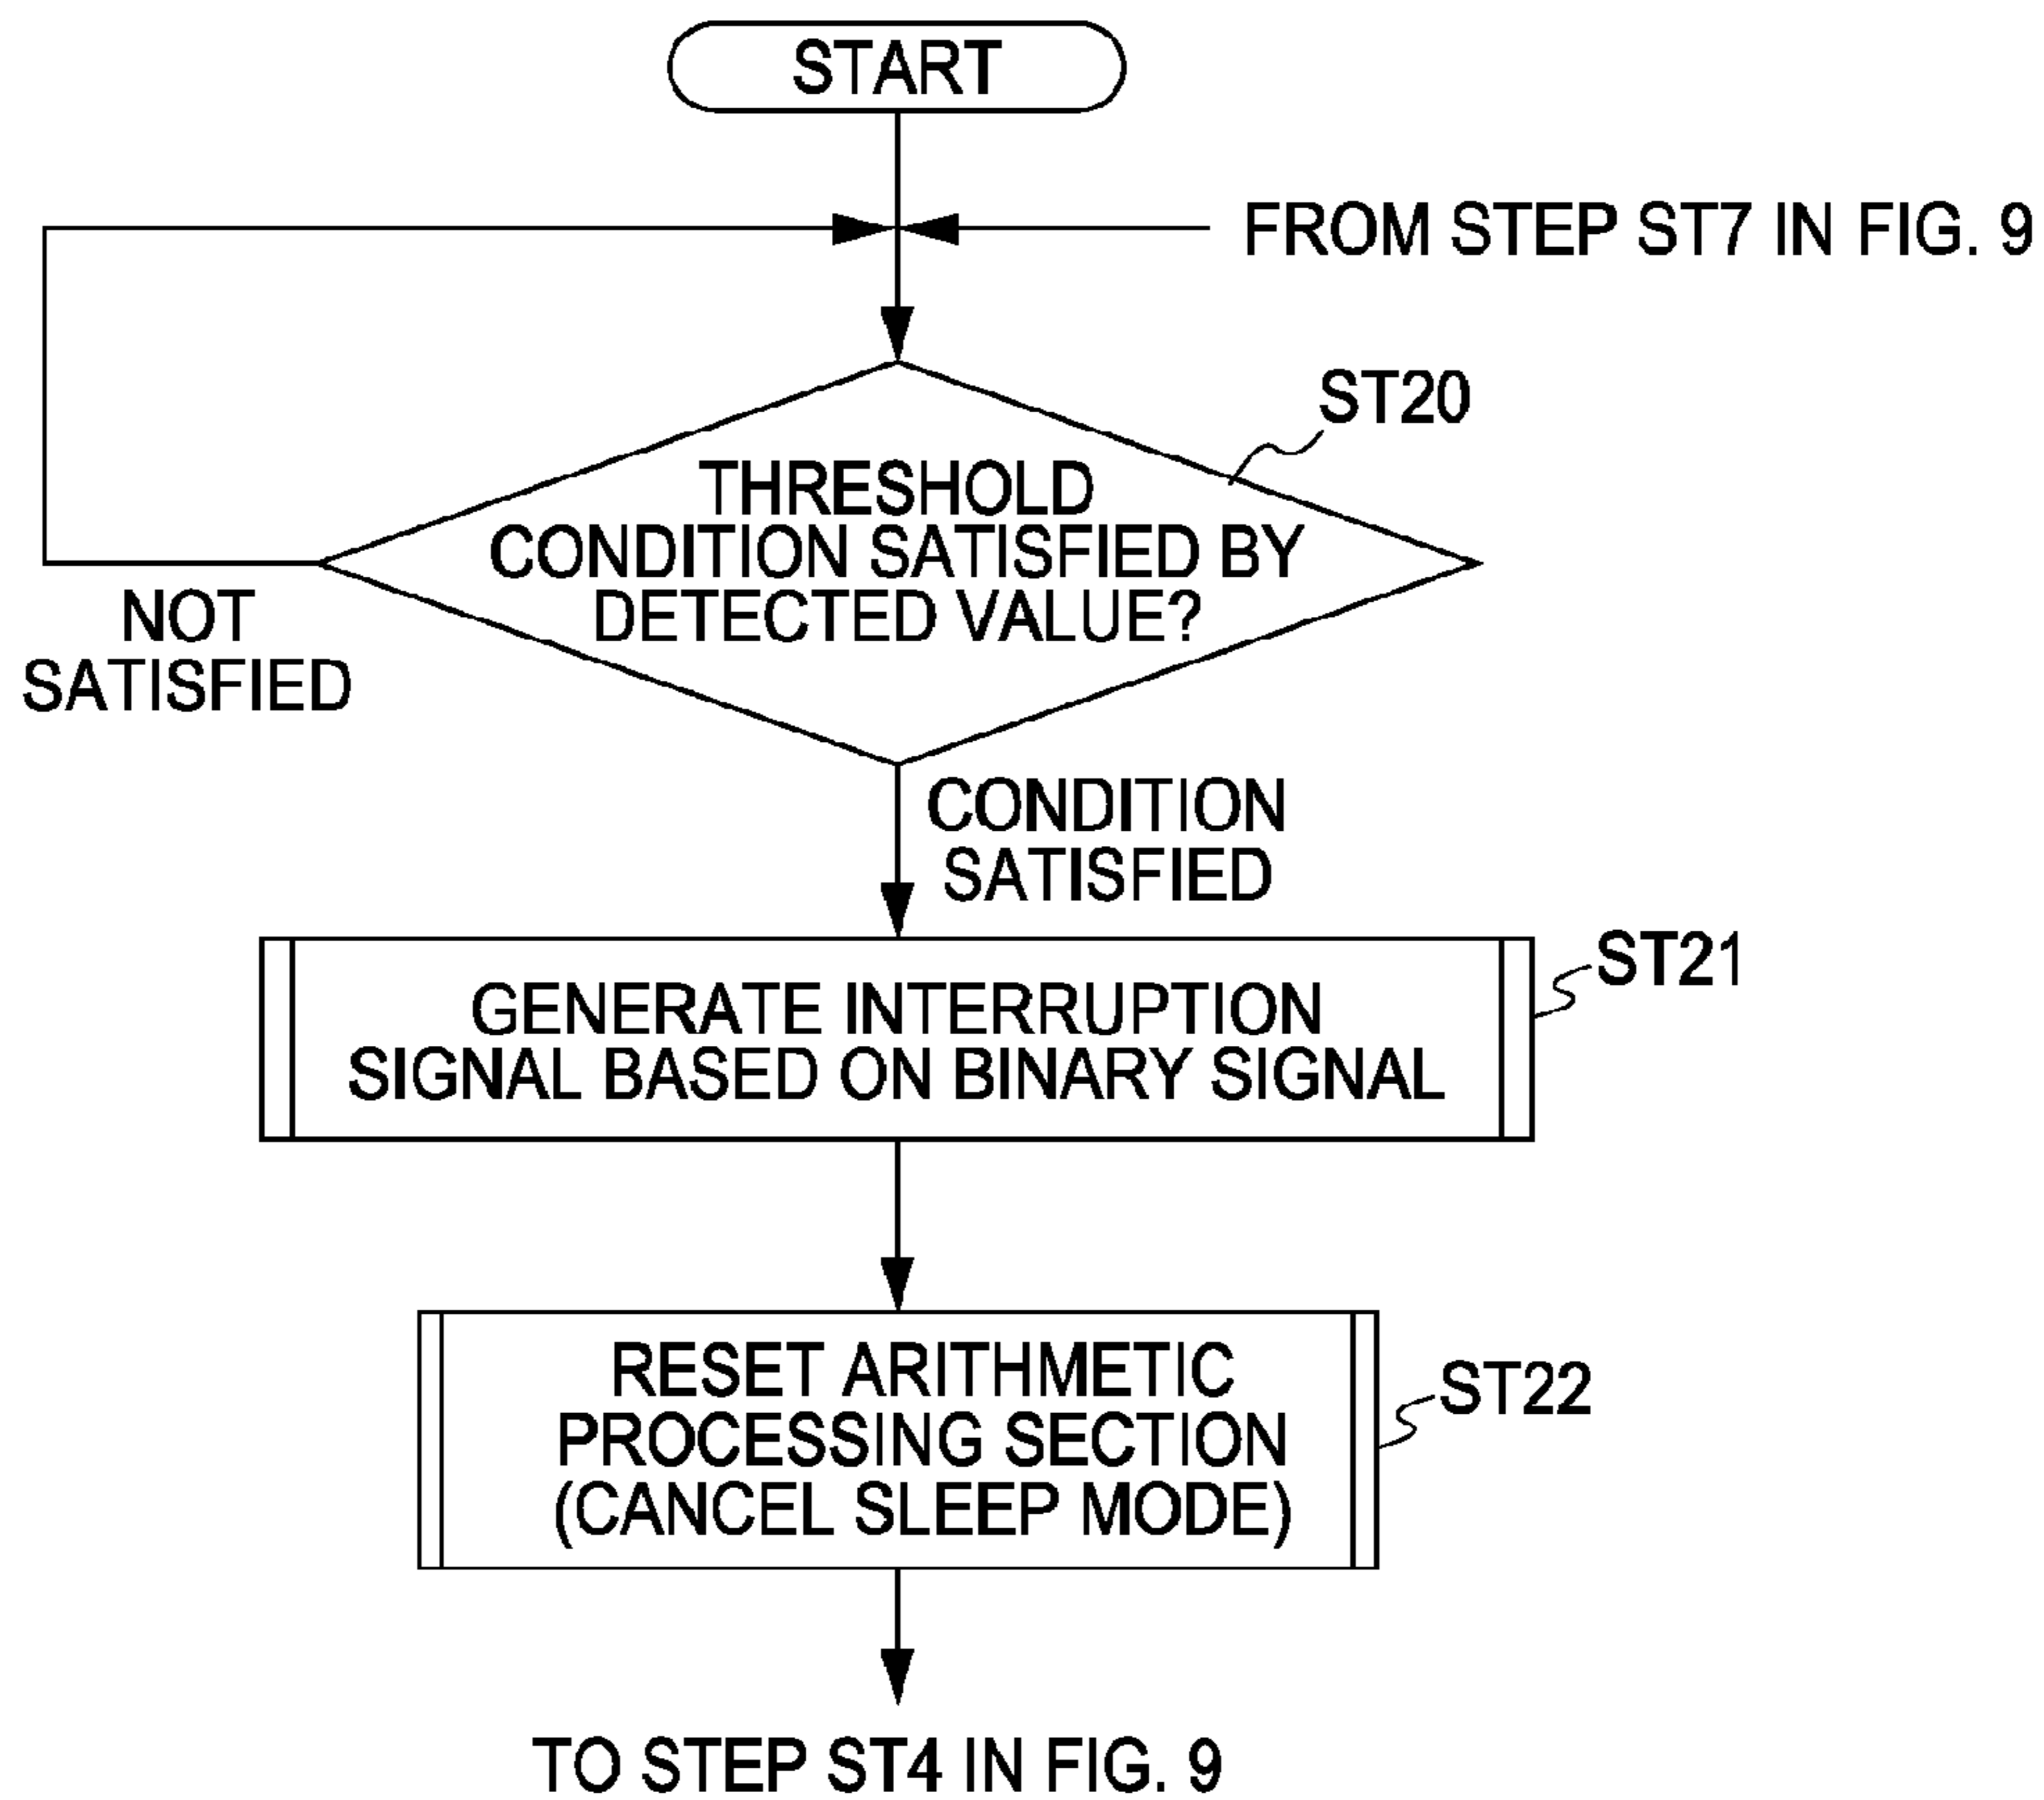 START
FROM STEP ST7 IN FIG. 9
ST20
THRESHOLD
CONDITION SATISFIED BY
DETECTED VALUE?
NOT
SATISFIED
CONDITION
SATISFIED
ST21
GENERATE INTERRUPTION
SIGNAL BASED ON BINARY SIGNAL
RESET ARITHMETIC
PROCESSING SECTION
(CANCEL SLEEP MODE)
ST22
TO STEP ST4 IN FIG. 9